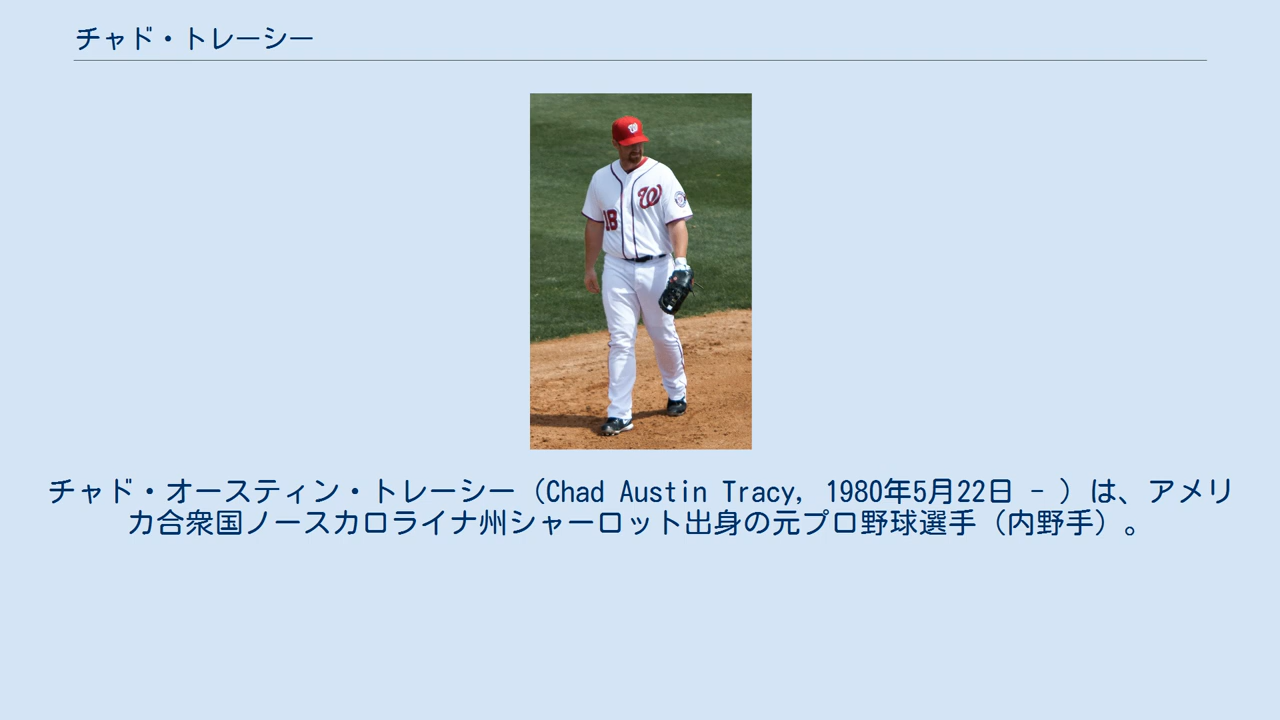 チャド・トレーシー
W
W
18
チャド・オースティン・トレーシー（Chad Austin Tracy, 1980年5月22日 - ）は、アメリ
カ合衆国ノースカロライナ州シャーロット出身の元プロ野球選手（内野手）。